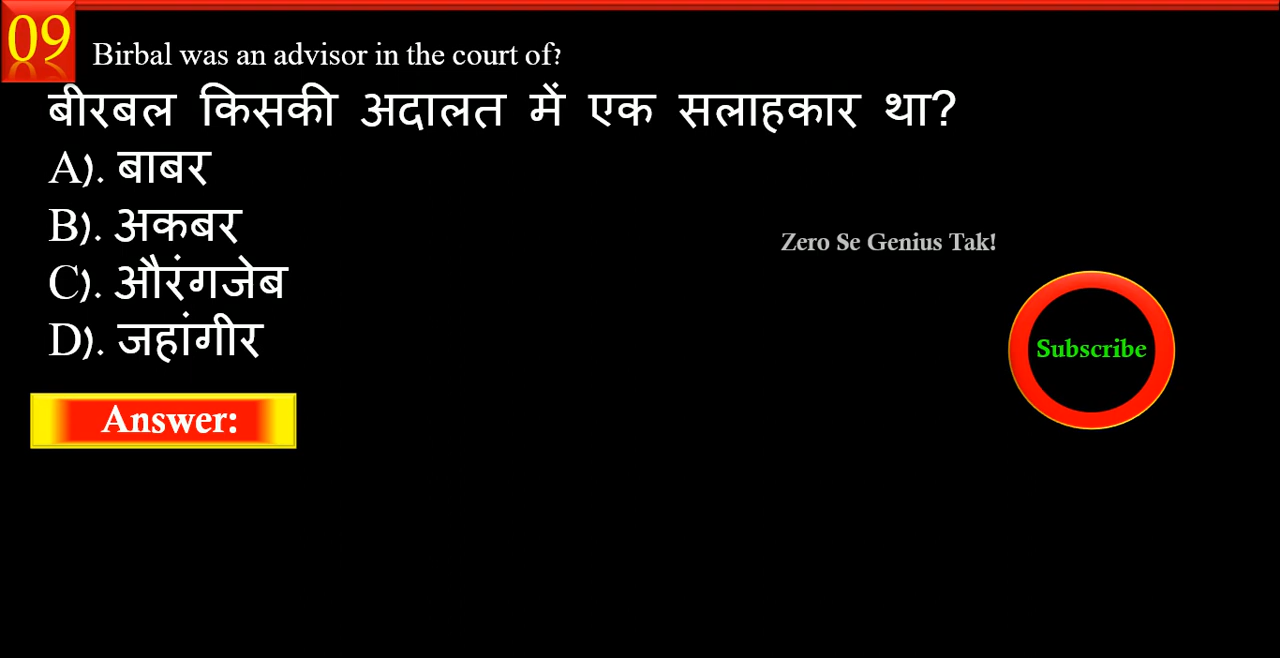 09
Birbal was an advisor in the court of?
बीरबल किसकी अदालत में एक सलाहकार था?
A). बाबर
B). अकबर
C). औरंगजेब
D). जहांगीर
Zero Se Genius Tak!
Subscribe
Answer: